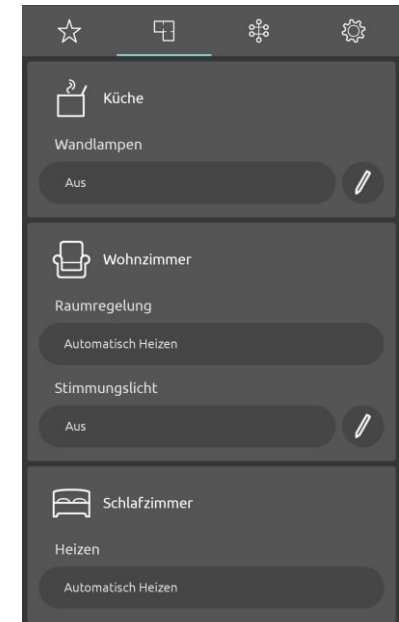 Küche
Wandlampen
Aus
Wohnzimmer
Raumregelung
Automatisch Heizen
Stimmungslicht
Aus
Schlafzimmer
Heizen
Automatisch Heizen